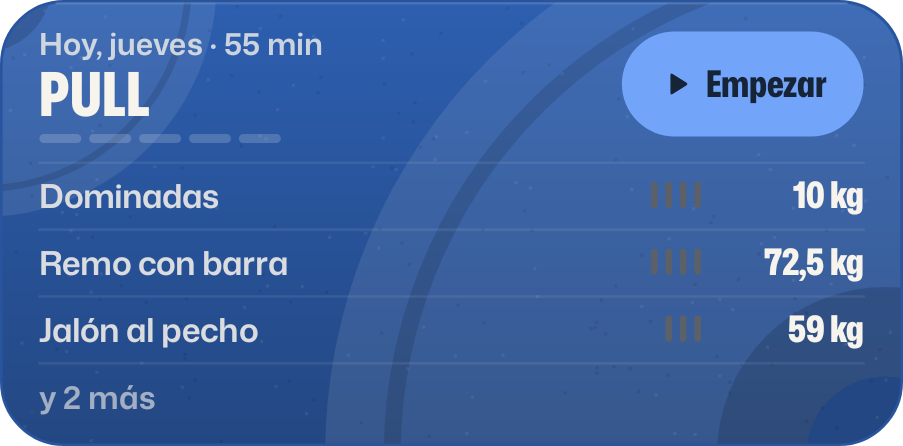 Hoy, jueves · 55 min
PULL
Empezar
Dominadas 10 kg
Remo con barra 72,5 kg
Jalón al pecho 59 kg
y 2 más